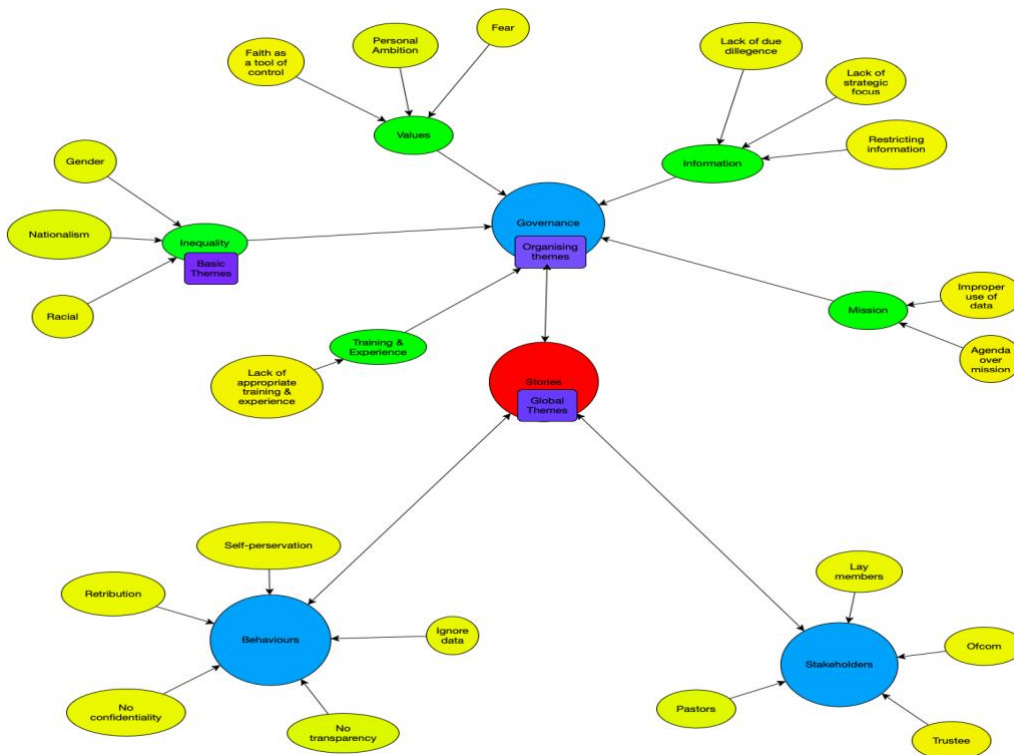 Faith as
a tool of
control
Personal
Ambition
Fear
Values
Lack of due
dillegence
Lack of
strategic
focus
Restricting
information
Information
Gender
Nationalism
Racial
Inequality
Basic
Themes
Governance
Organising
themes
Training &
Experience
Lack of
appropriate
training &
experience
Mission
Improper
use of
data
Agenda
over
mission
Stories
Global
Themes
Self-perservation
Retribution
Behaviours
Ignore
data
No
confidentiality
No
transparency
Lay
members
Stakeholders
Ofcom
Pastors
Trustee